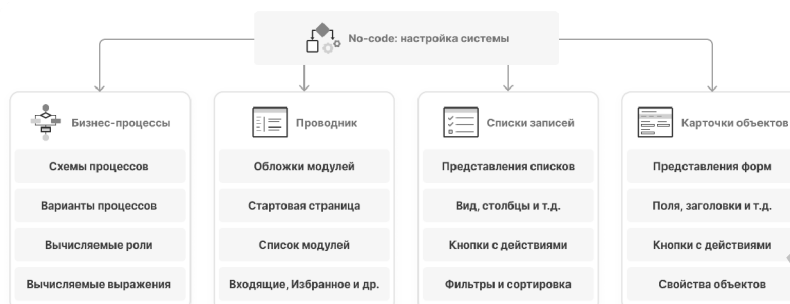 No-code: настройка системы
Бизнес-процессы
Схемы процессов
Варианты процессов
Вычисляемые роли
Вычисляемые выражения
Проводник
Обложки модулей
Стартовая страница
Список модулей
Входящие, Избранное и др.
Списки записей
Представления списков
Вид, столбцы и т.д.
Кнопки с действиями
Фильтры и сортировка
Карточки объектов
Представления форм
Поля, заголовки и т.д.
Кнопки с действиями
Свойства объектов